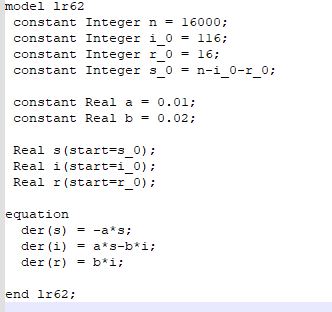 model lr62
constant Integer n = 16000;
constant Integer i_0 = 116;
constant Integer r_0 = 16;
constant Integer s_0 = n-i_0-r_0;
constant Real a = 0.01;
constant Real b = 0.02;
Real s(start=s_0);
Real i(start=i_0);
Real r(start=r_0);
equation
der(s) = -a*s;
der(i) = a*s-b*i;
der(r) = b*i;
end lr62;